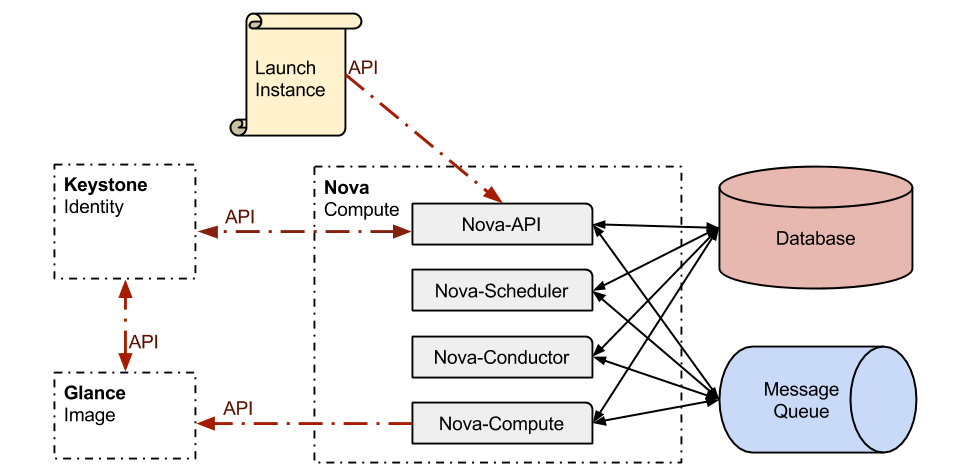 Launch
Instance
API
Keystone
Identity
Nova
Compute
API
Nova-API
Database
Nova-Scheduler
API
Nova-Conductor
Glance
Image
API
Nova-Compute
Message
Queue